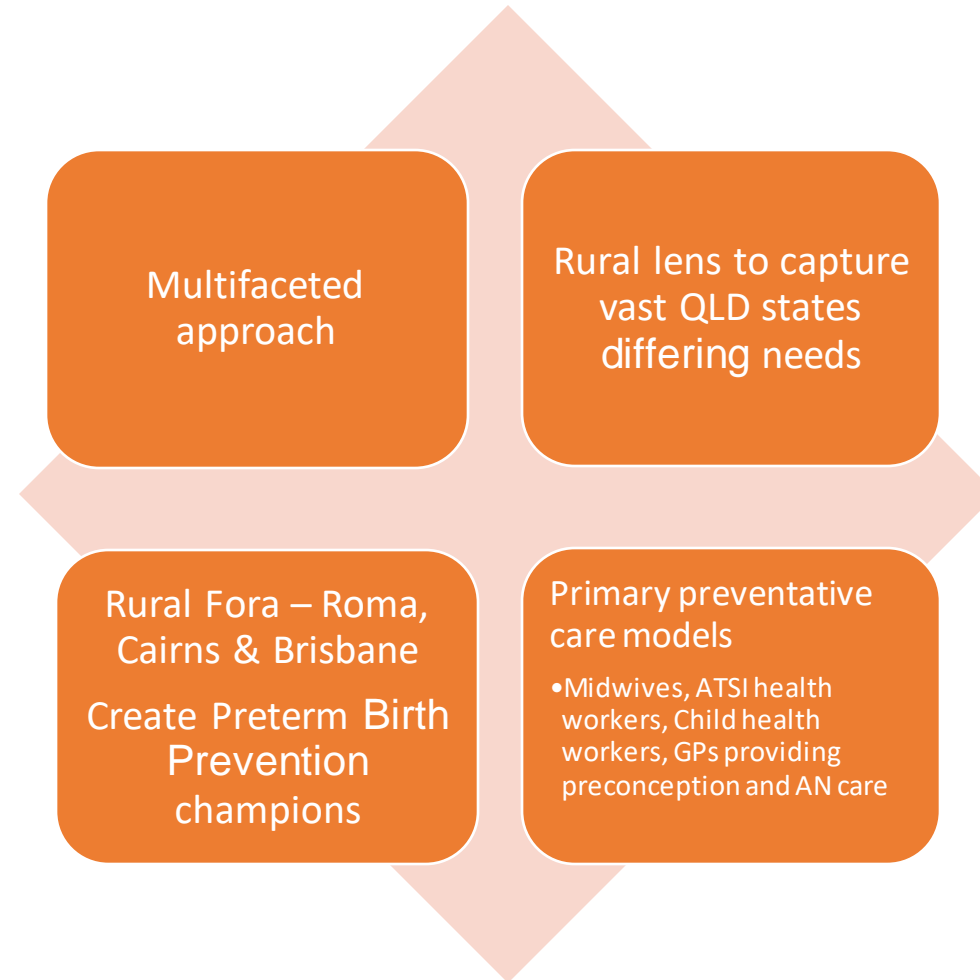 Multifaceted
approach
Rural lens to capture
vast QLD states
differing needs
Rural Fora – Roma,
Cairns & Brisbane
Create Preterm Birth
Prevention
champions
Primary preventative
care models
•Midwives, ATSI health
workers, Child health
workers, GPs providing
preconception and AN care